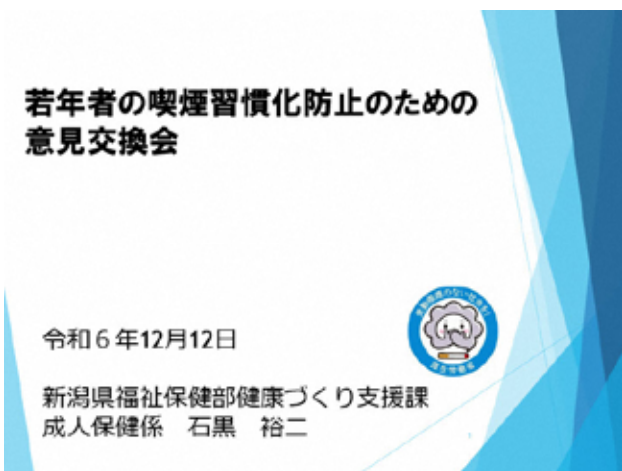 若年者の喫煙習慣化防止のための
意見交換会
令和６年12月12日
新潟県福祉保健部健康づくり支援課
成人保健係　石黒　裕二